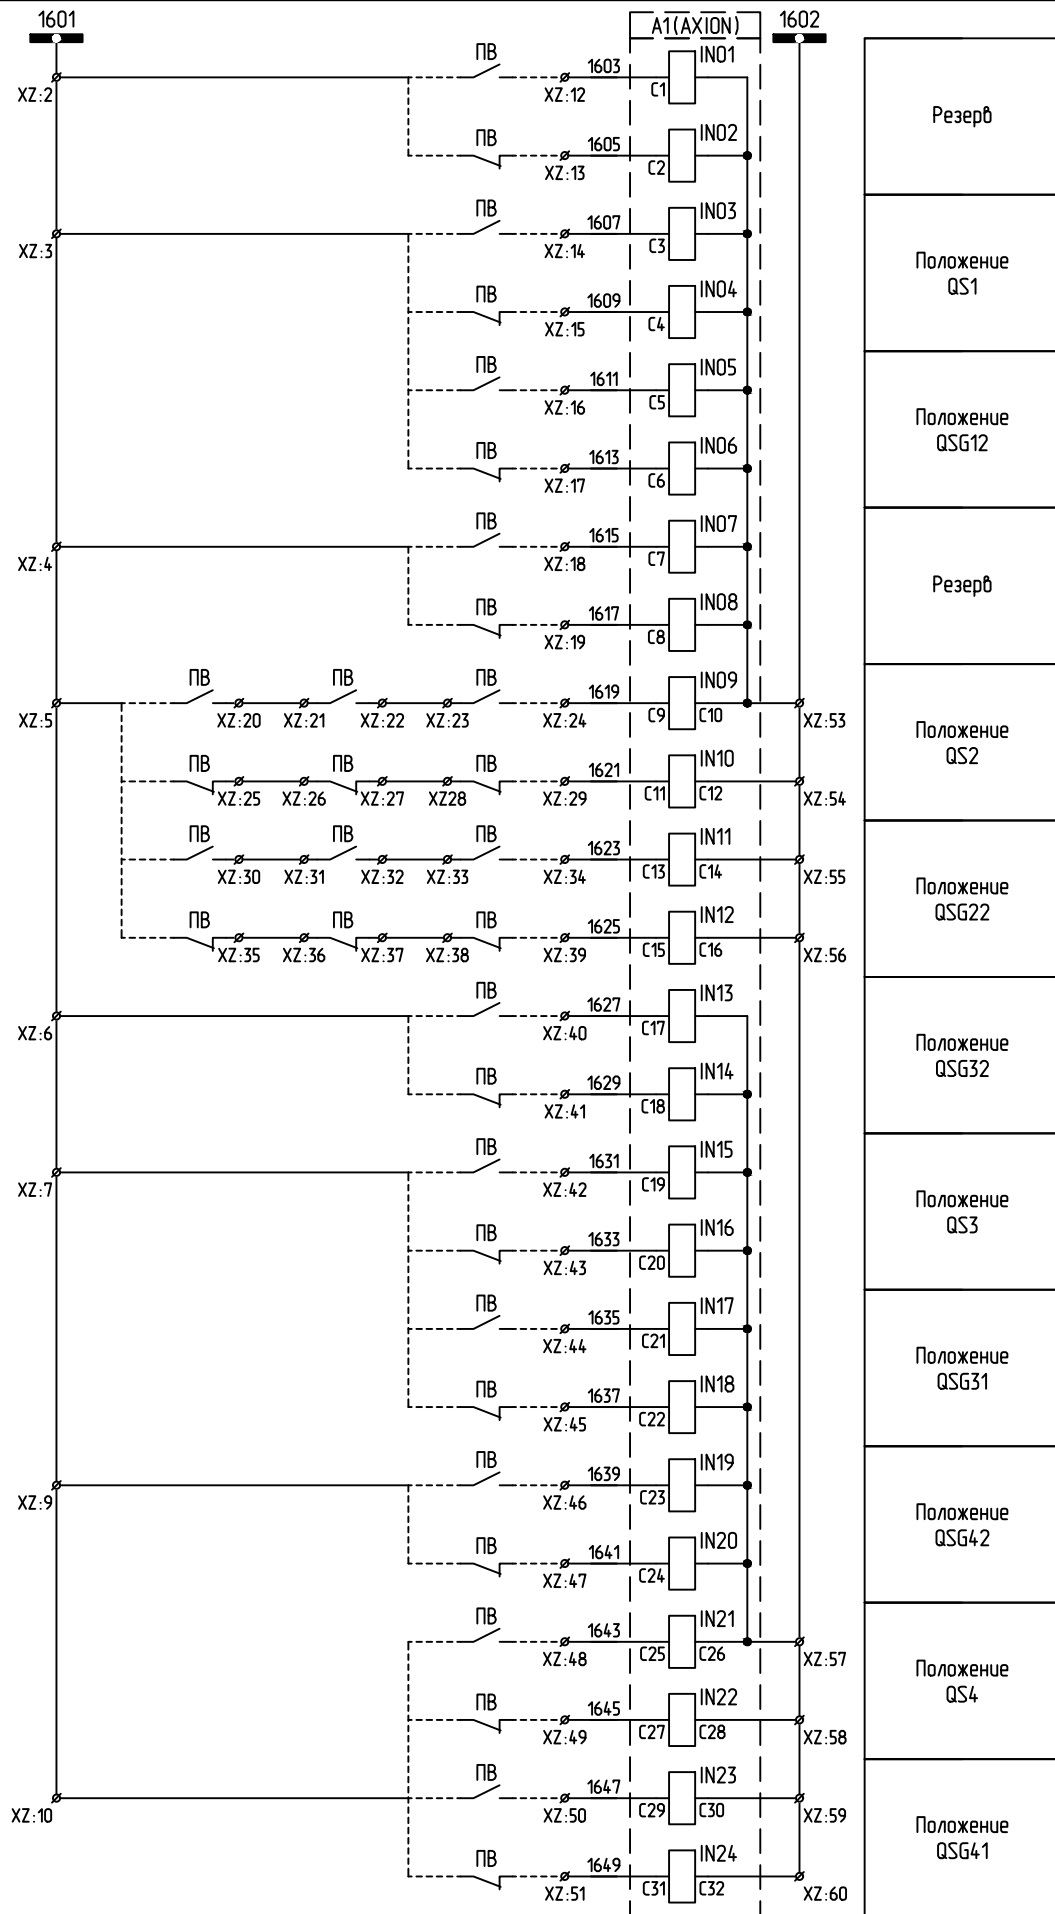 1601
A1(AXION)
1602
ПВ
1603
IN01
XZ:2
XZ:12
C1
Резерв
ПВ
1605
IN02
XZ:13
C2
ПВ
1607
IN03
XZ:3
XZ:14
C3
Положение
QS1
ПВ
1609
IN04
XZ:15
C4
ПВ
1611
IN05
XZ:16
C5
Положение
QSG12
ПВ
1613
IN06
XZ:17
C6
ПВ
1615
IN07
XZ:4
XZ:18
C7
Резерв
ПВ
1617
IN08
XZ:19
C8
ПВ
ПВ
ПВ
1619
IN09
XZ:5
XZ:20
XZ:21
XZ:22
XZ:23
XZ:24
C9
C10
XZ:53
Положение
QS2
ПВ
ПВ
ПВ
1621
IN10
XZ:25
XZ:26
XZ:27
XZ28
XZ:29
C11
C12
XZ:54
ПВ
ПВ
ПВ
1623
IN11
XZ:30
XZ:31
XZ:32
XZ:33
XZ:34
C13
C14
XZ:55
Положение
QSG22
ПВ
ПВ
ПВ
1625
IN12
XZ:35
XZ:36
XZ:37
XZ:38
XZ:39
C15
C16
XZ:56
ПВ
1627
IN13
XZ:6
XZ:40
C17
Положение
QSG32
ПВ
1629
IN14
XZ:41
C18
ПВ
1631
IN15
XZ:7
XZ:42
C19
Положение
QS3
ПВ
1633
IN16
XZ:43
C20
ПВ
1635
IN17
XZ:44
C21
Положение
QSG31
ПВ
1637
IN18
XZ:45
C22
ПВ
1639
IN19
XZ:9
XZ:46
C23
Положение
QSG42
ПВ
1641
IN20
XZ:47
C24
ПВ
1643
IN21
XZ:48
C25
C26
XZ:57
Положение
QS4
ПВ
1645
IN22
XZ:49
C27
C28
XZ:58
ПВ
1647
IN23
XZ:10
XZ:50
C29
C30
XZ:59
Положение
QSG41
ПВ
1649
IN24
XZ:51
C31
C32
XZ:60